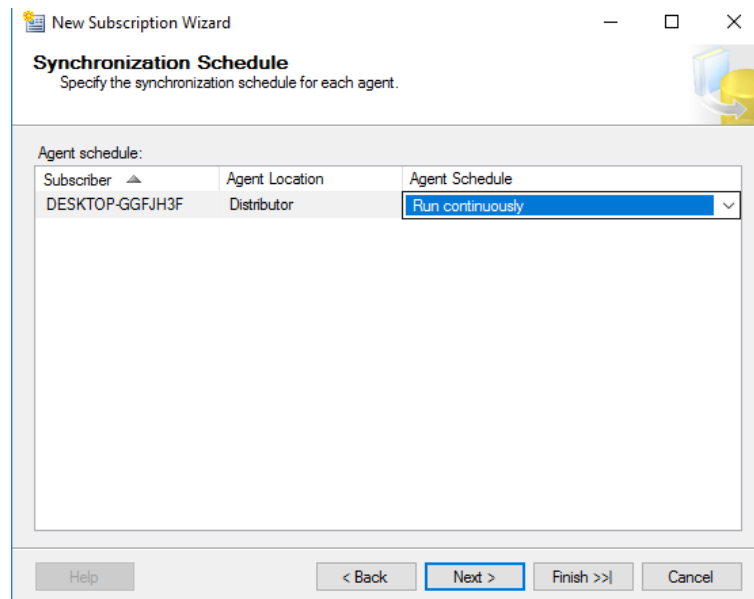 New Subscription Wizard
Synchronization Schedule
Specify the synchronization schedule for each agent.
Agent schedule:
Subscriber Agent Location Agent Schedule
DESKTOP-GGFJH3F Distributor Run continuously
Help < Back Next > Finish >>| Cancel